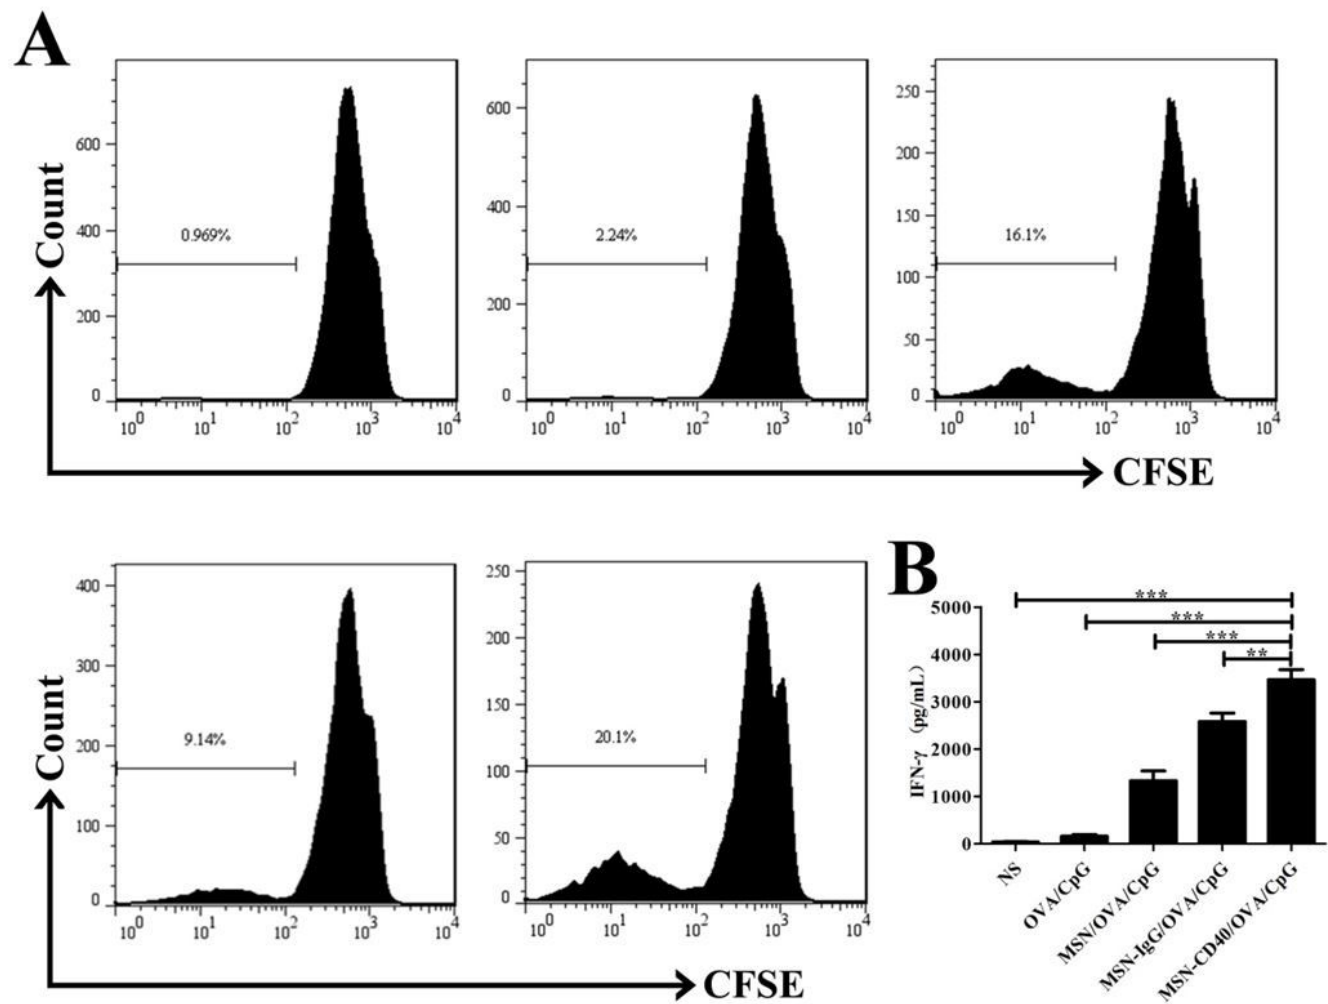 A
Count
600
400
200
0
0.969%
10^0 10^1 10^2 10^3 10^4
600
400
200
0
2.24%
10^0 10^1 10^2 10^3 10^4
250
200
150
100
50
0
16.1%
10^0 10^1 10^2 10^3 10^4
CFSE
Count
400
300
200
100
0
9.14%
10^0 10^1 10^2 10^3 10^4
250
200
150
100
50
0
20.1%
10^0 10^1 10^2 10^3 10^4
CFSE
B
IFN-γ (pg/mL)
5000
4000
3000
2000
1000
0
***
***
***
**
NS
OVA/CpG
MSN/OVA/CpG
MSN-IgG/OVA/CpG
MSN-CD40/OVA/CpG